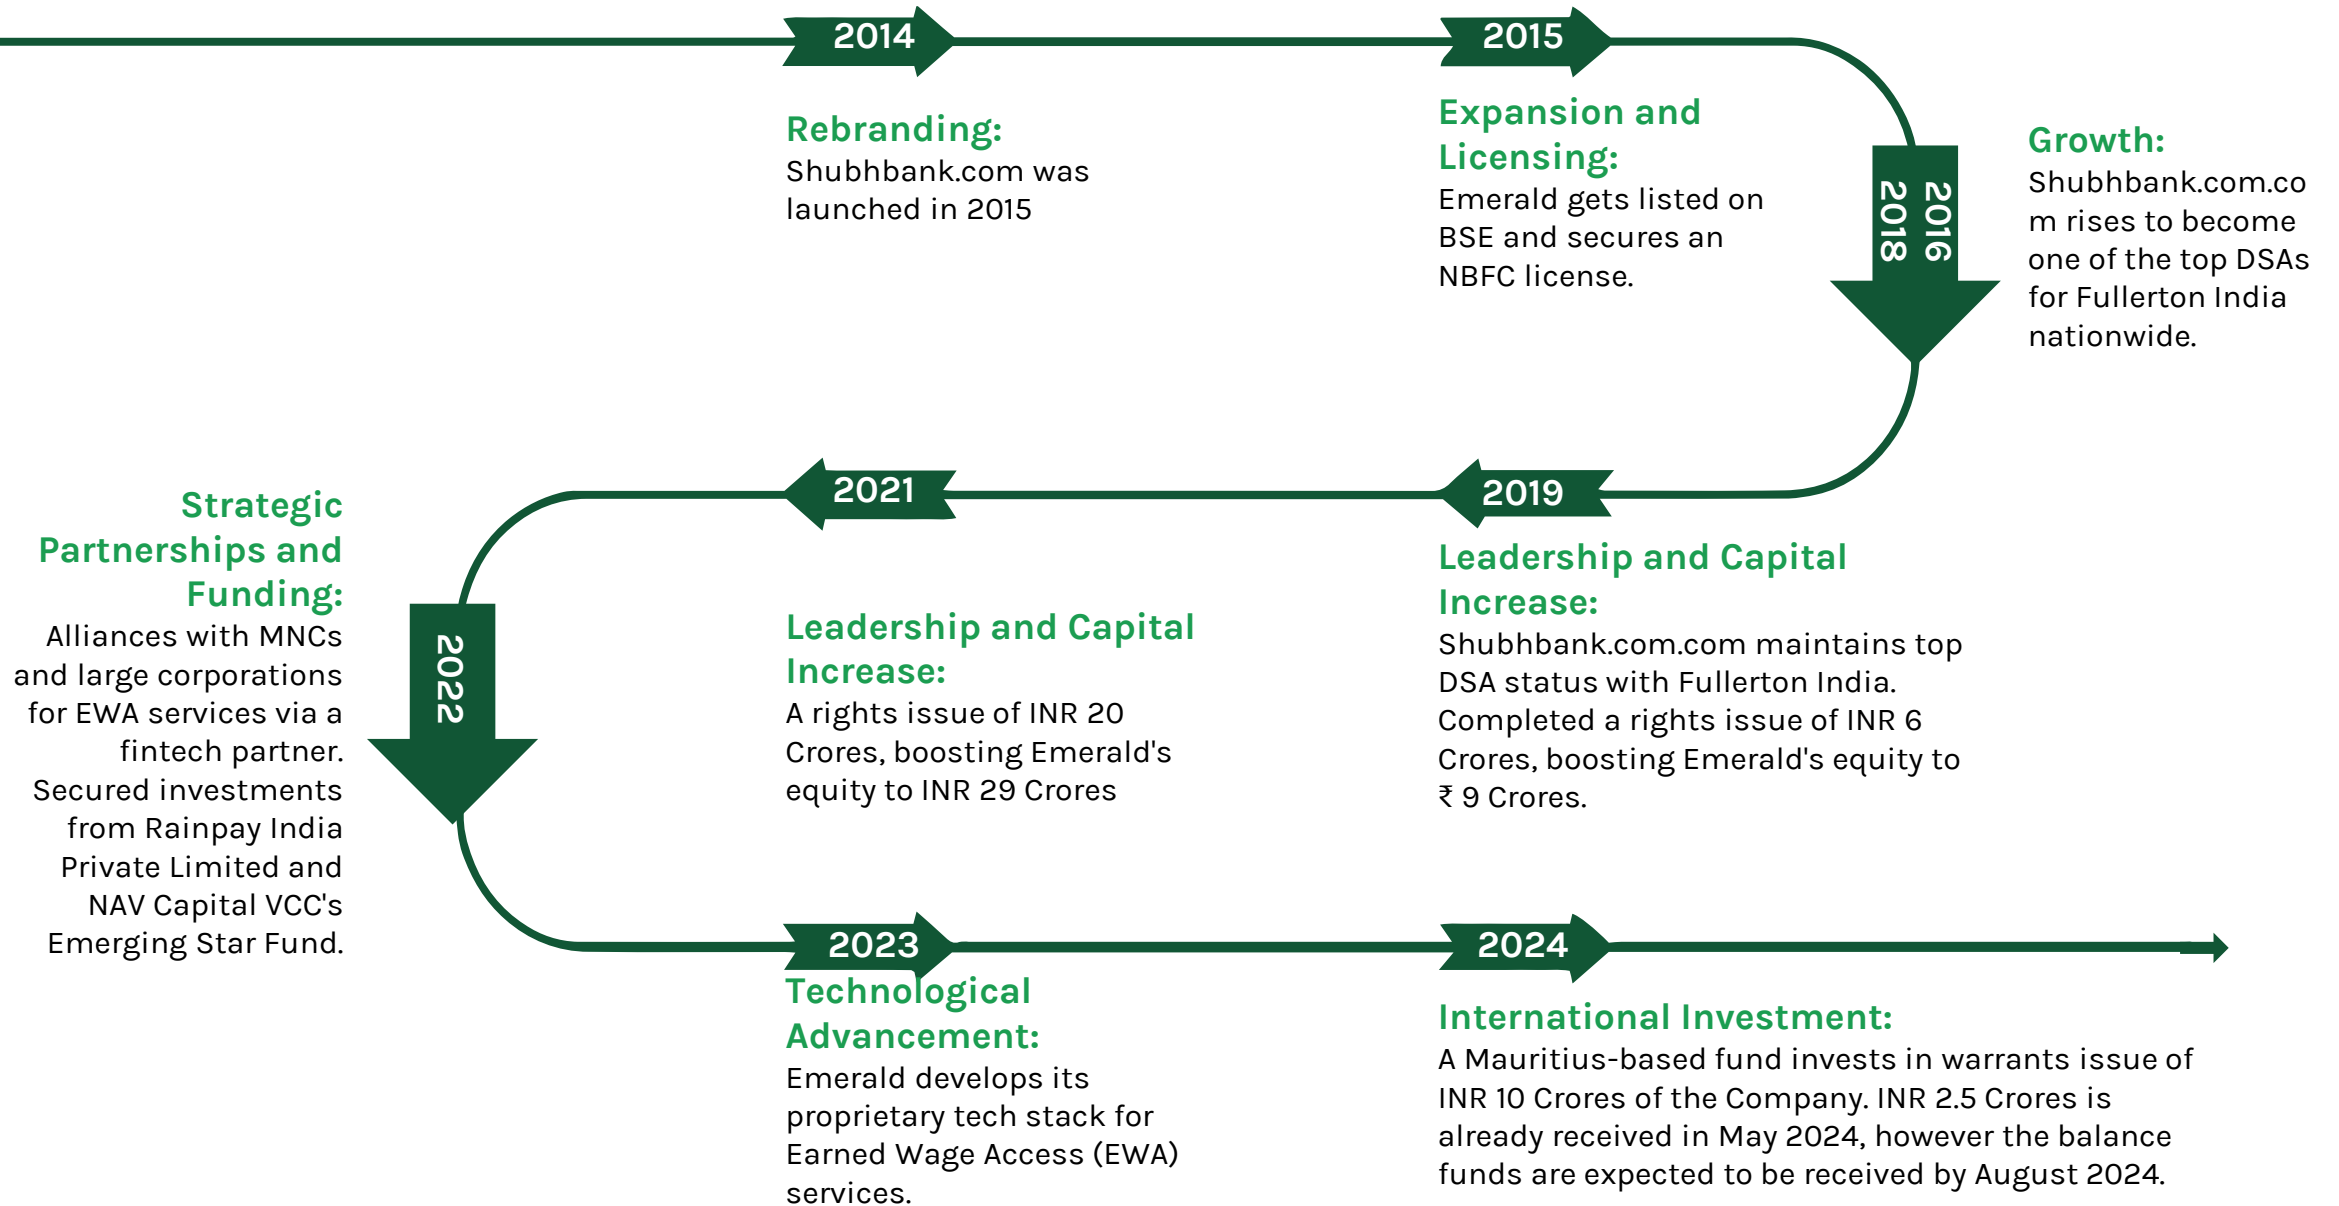 2014
Rebranding:
Shubhbank.com was
launched in 2015
2015
Expansion and
Licensing:
Emerald gets listed on
BSE and secures an
NBFC license.
2016
2018
Growth:
Shubhbank.com.co
m rises to become
one of the top DSAs
for Fullerton India
nationwide.
2019
Leadership and Capital
Increase:
Shubhbank.com.com maintains top
DSA status with Fullerton India.
Completed a rights issue of INR 6
Crores, boosting Emerald's equity to
₹ 9 Crores.
2021
Leadership and Capital
Increase:
A rights issue of INR 20
Crores, boosting Emerald's
equity to INR 29 Crores
2022
Strategic
Partnerships and
Funding:
Alliances with MNCs
and large corporations
for EWA services via a
fintech partner.
Secured investments
from Rainpay India
Private Limited and
NAV Capital VCC's
Emerging Star Fund.
2023
Technological
Advancement:
Emerald develops its
proprietary tech stack for
Earned Wage Access (EWA)
services.
2024
International Investment:
A Mauritius-based fund invests in warrants issue of
INR 10 Crores of the Company. INR 2.5 Crores is
already received in May 2024, however the balance
funds are expected to be received by August 2024.